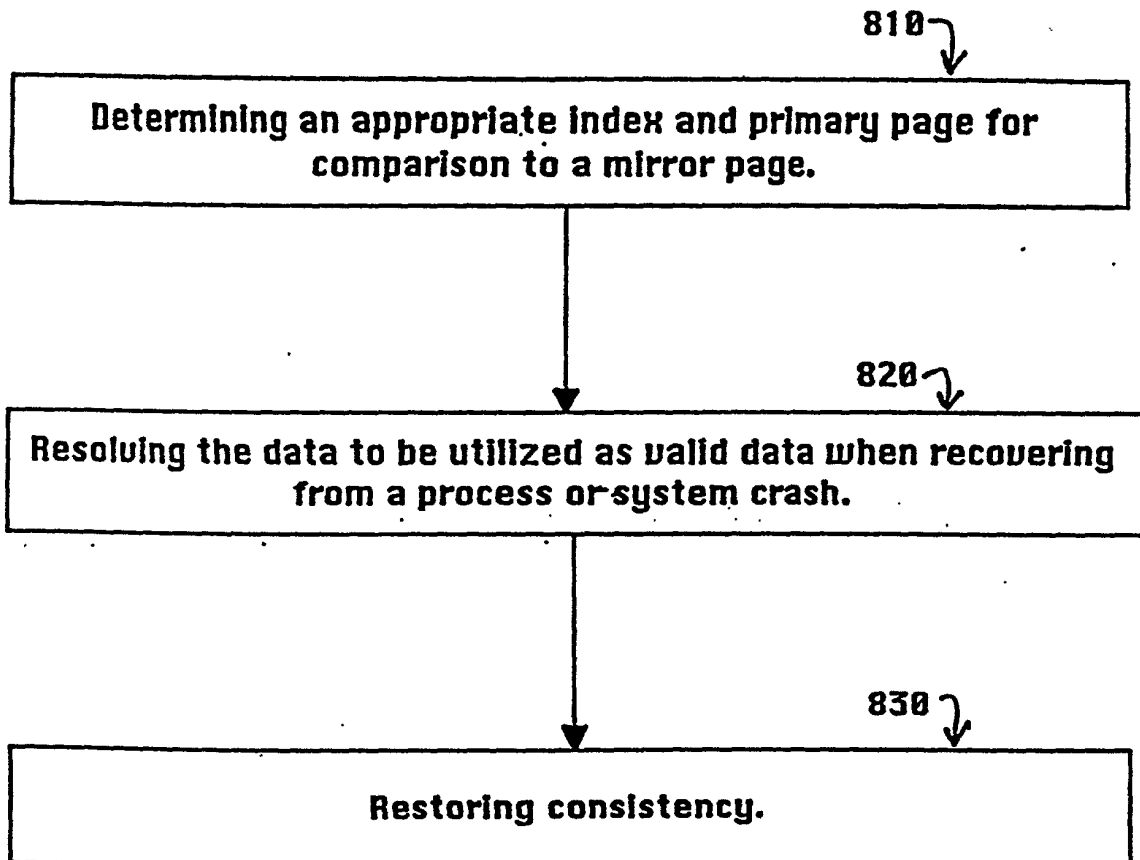 810
Determining an appropriate index and primary page for
comparison to a mirror page.
820
Resolving the data to be utilized as valid data when recovering
from a process or system crash.
830
Restoring consistency.